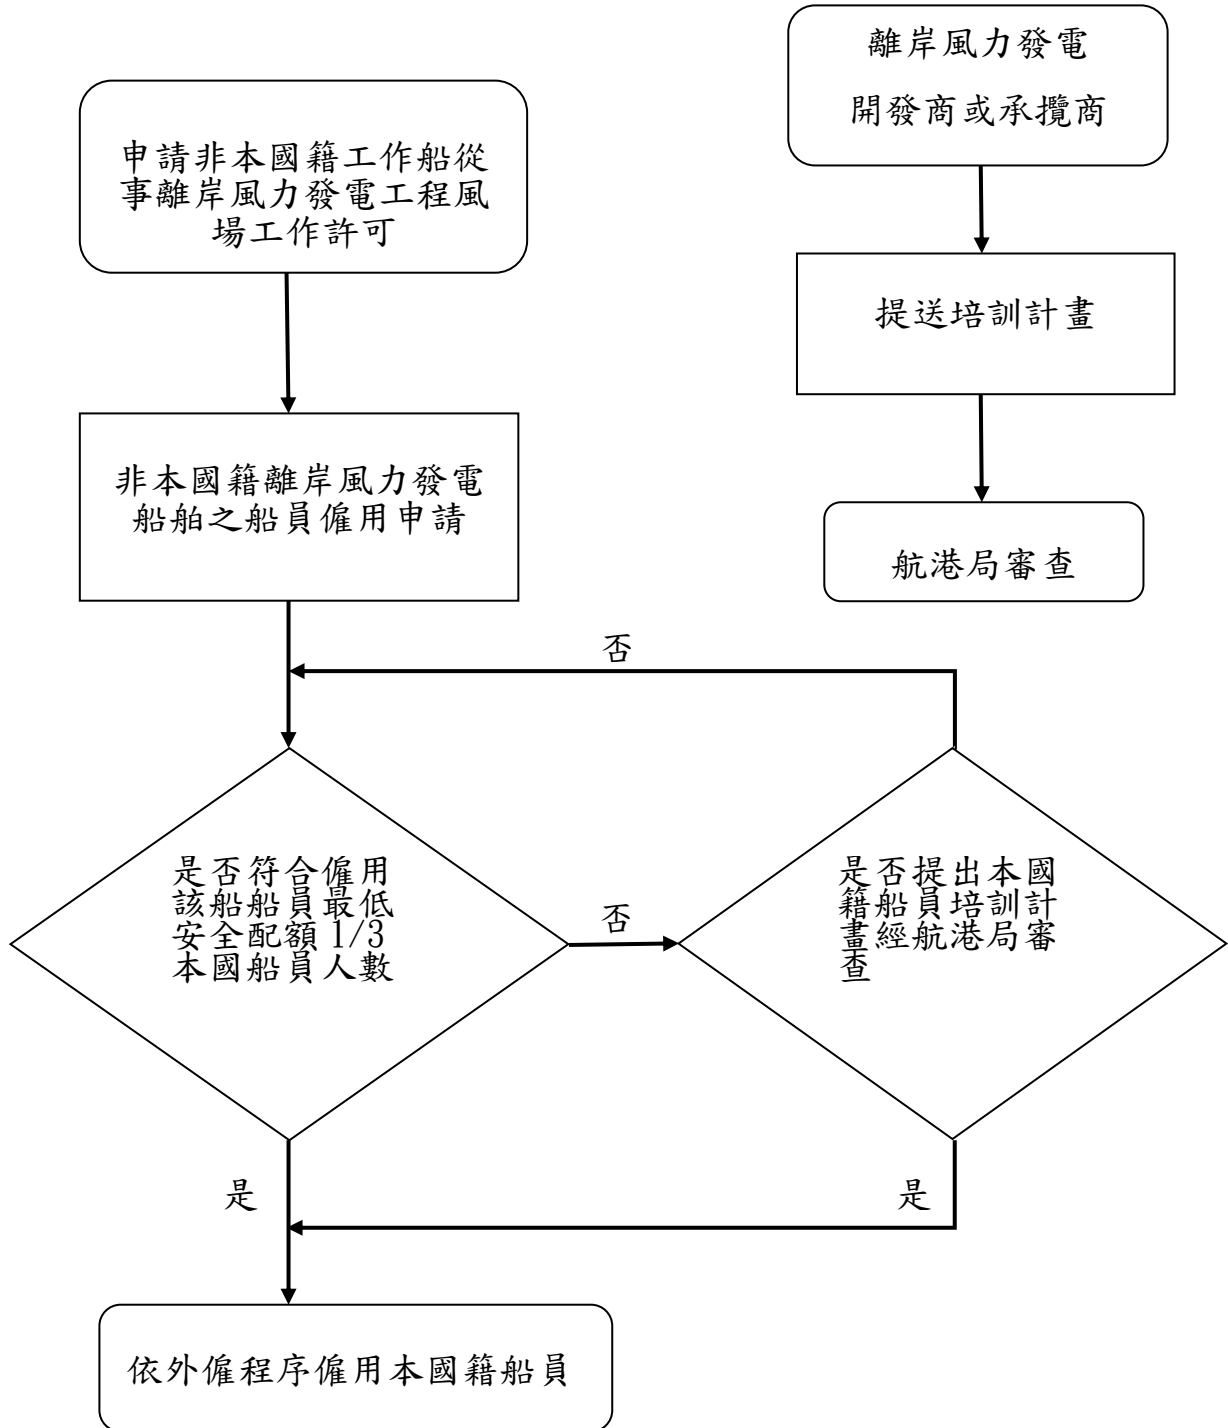 離岸風力發電
開發商或承攬商
申請非本國籍工作船從
事離岸風力發電工程風
場工作許可
提送培訓計畫
非本國籍離岸風力發電
船舶之船員僱用申請
航港局審查
否
是否符合僱用
該船船員最低
安全配額 1/3
本國船員人數
否
是否提出本國
籍船員培訓計
畫經航港局審
查
是
是
依外僱程序僱用本國籍船員